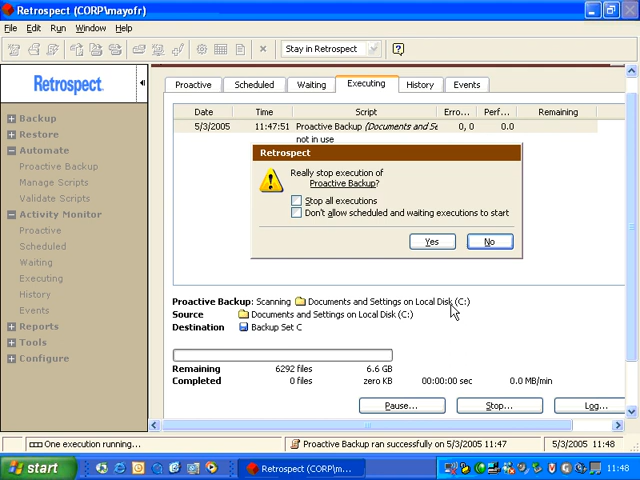 Retrospect (CORP\mayofr)
File Edit Run Window Help
Stay in Retrospect
Retrospect.
Proactive Scheduled Waiting Executing History Events
Date Time Script Erro... Perf... Remaining
5/3/2005 11:47:51 Proactive Backup (Documents and Se 0, 0 0.0
not in use
Retrospect
Really stop execution of
Proactive Backup?
Stop all executions
Don't allow scheduled and waiting executions to start
Yes No
Backup
Restore
Automate
Proactive Backup
Manage Scripts
Validate Scripts
Activity Monitor
Proactive
Scheduled
Waiting
Executing
History
Events
Reports
Tools
Configure
Proactive Backup: Scanning Documents and Settings on Local Disk (C:)
Source Documents and Settings on Local Disk (C:)
Destination Backup Set C
Remaining 6292 files 6.6 GB
Completed 0 files zero KB 00:00:00 sec 0.0 MB/min
Pause... Stop... Log...
One execution running... Proactive Backup ran successfully on 5/3/2005 11:47 5/3/2005 11:48
start Retrospect (CORP\m... 11:48